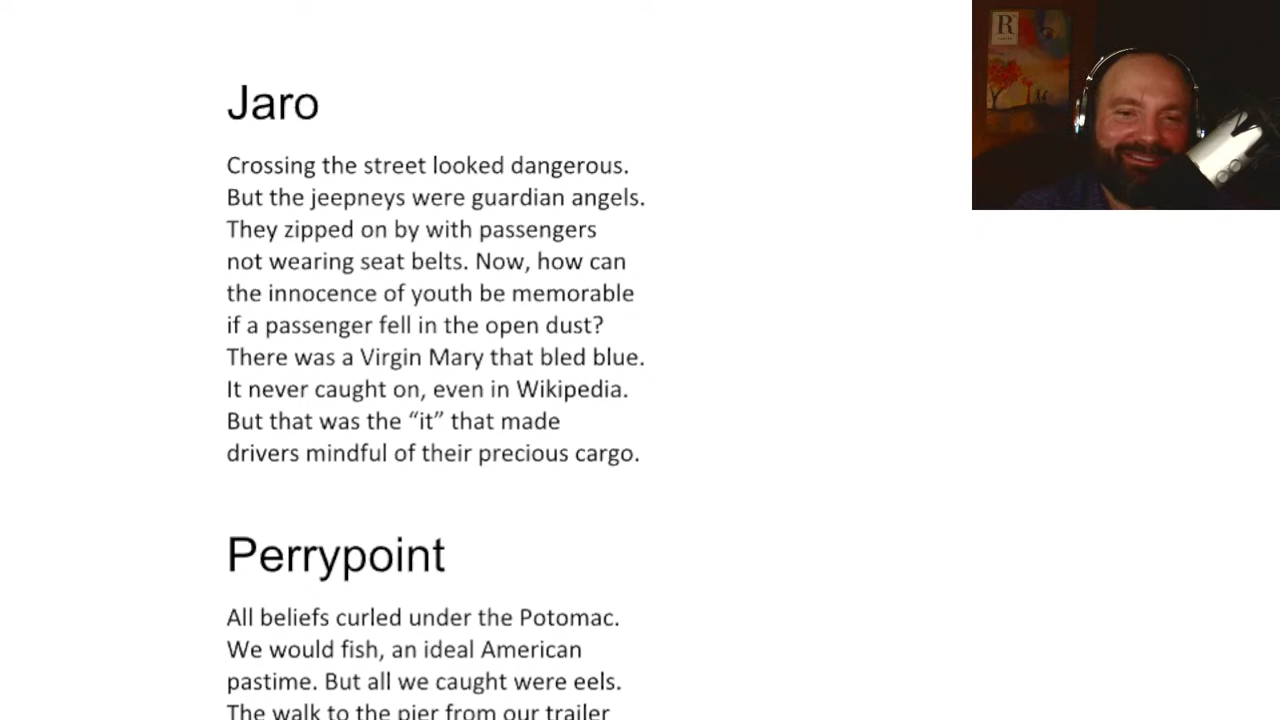 Jaro
Crossing the street looked dangerous.
But the jeepneys were guardian angels.
They zipped on by with passengers
not wearing seat belts. Now, how can
the innocence of youth be memorable
if a passenger fell in the open dust?
There was a Virgin Mary that bled blue.
It never caught on, even in Wikipedia.
But that was the “it” that made
drivers mindful of their precious cargo.
Perrypoint
All beliefs curled under the Potomac.
We would fish, an ideal American
pastime. But all we caught were eels.
The walk to the pier from our trailer
R